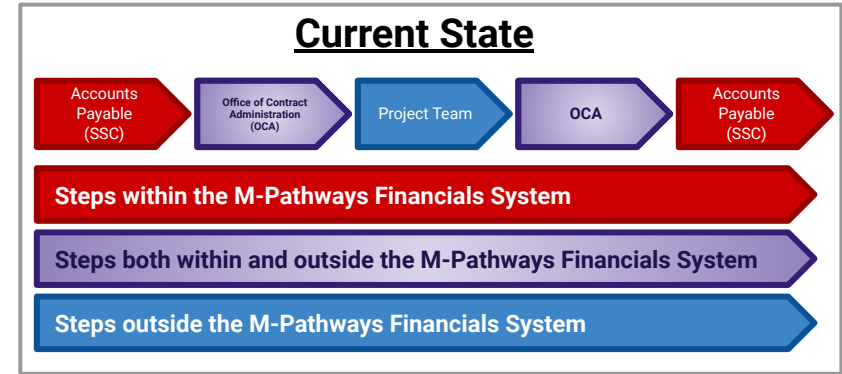 Current State
Accounts
Payable
(SSC)
Office of Contract
Administration
(OCA)
Project Team
OCA
Accounts
Payable
(SSC)
Steps within the M-Pathways Financials System
Steps both within and outside the M-Pathways Financials System
Steps outside the M-Pathways Financials System